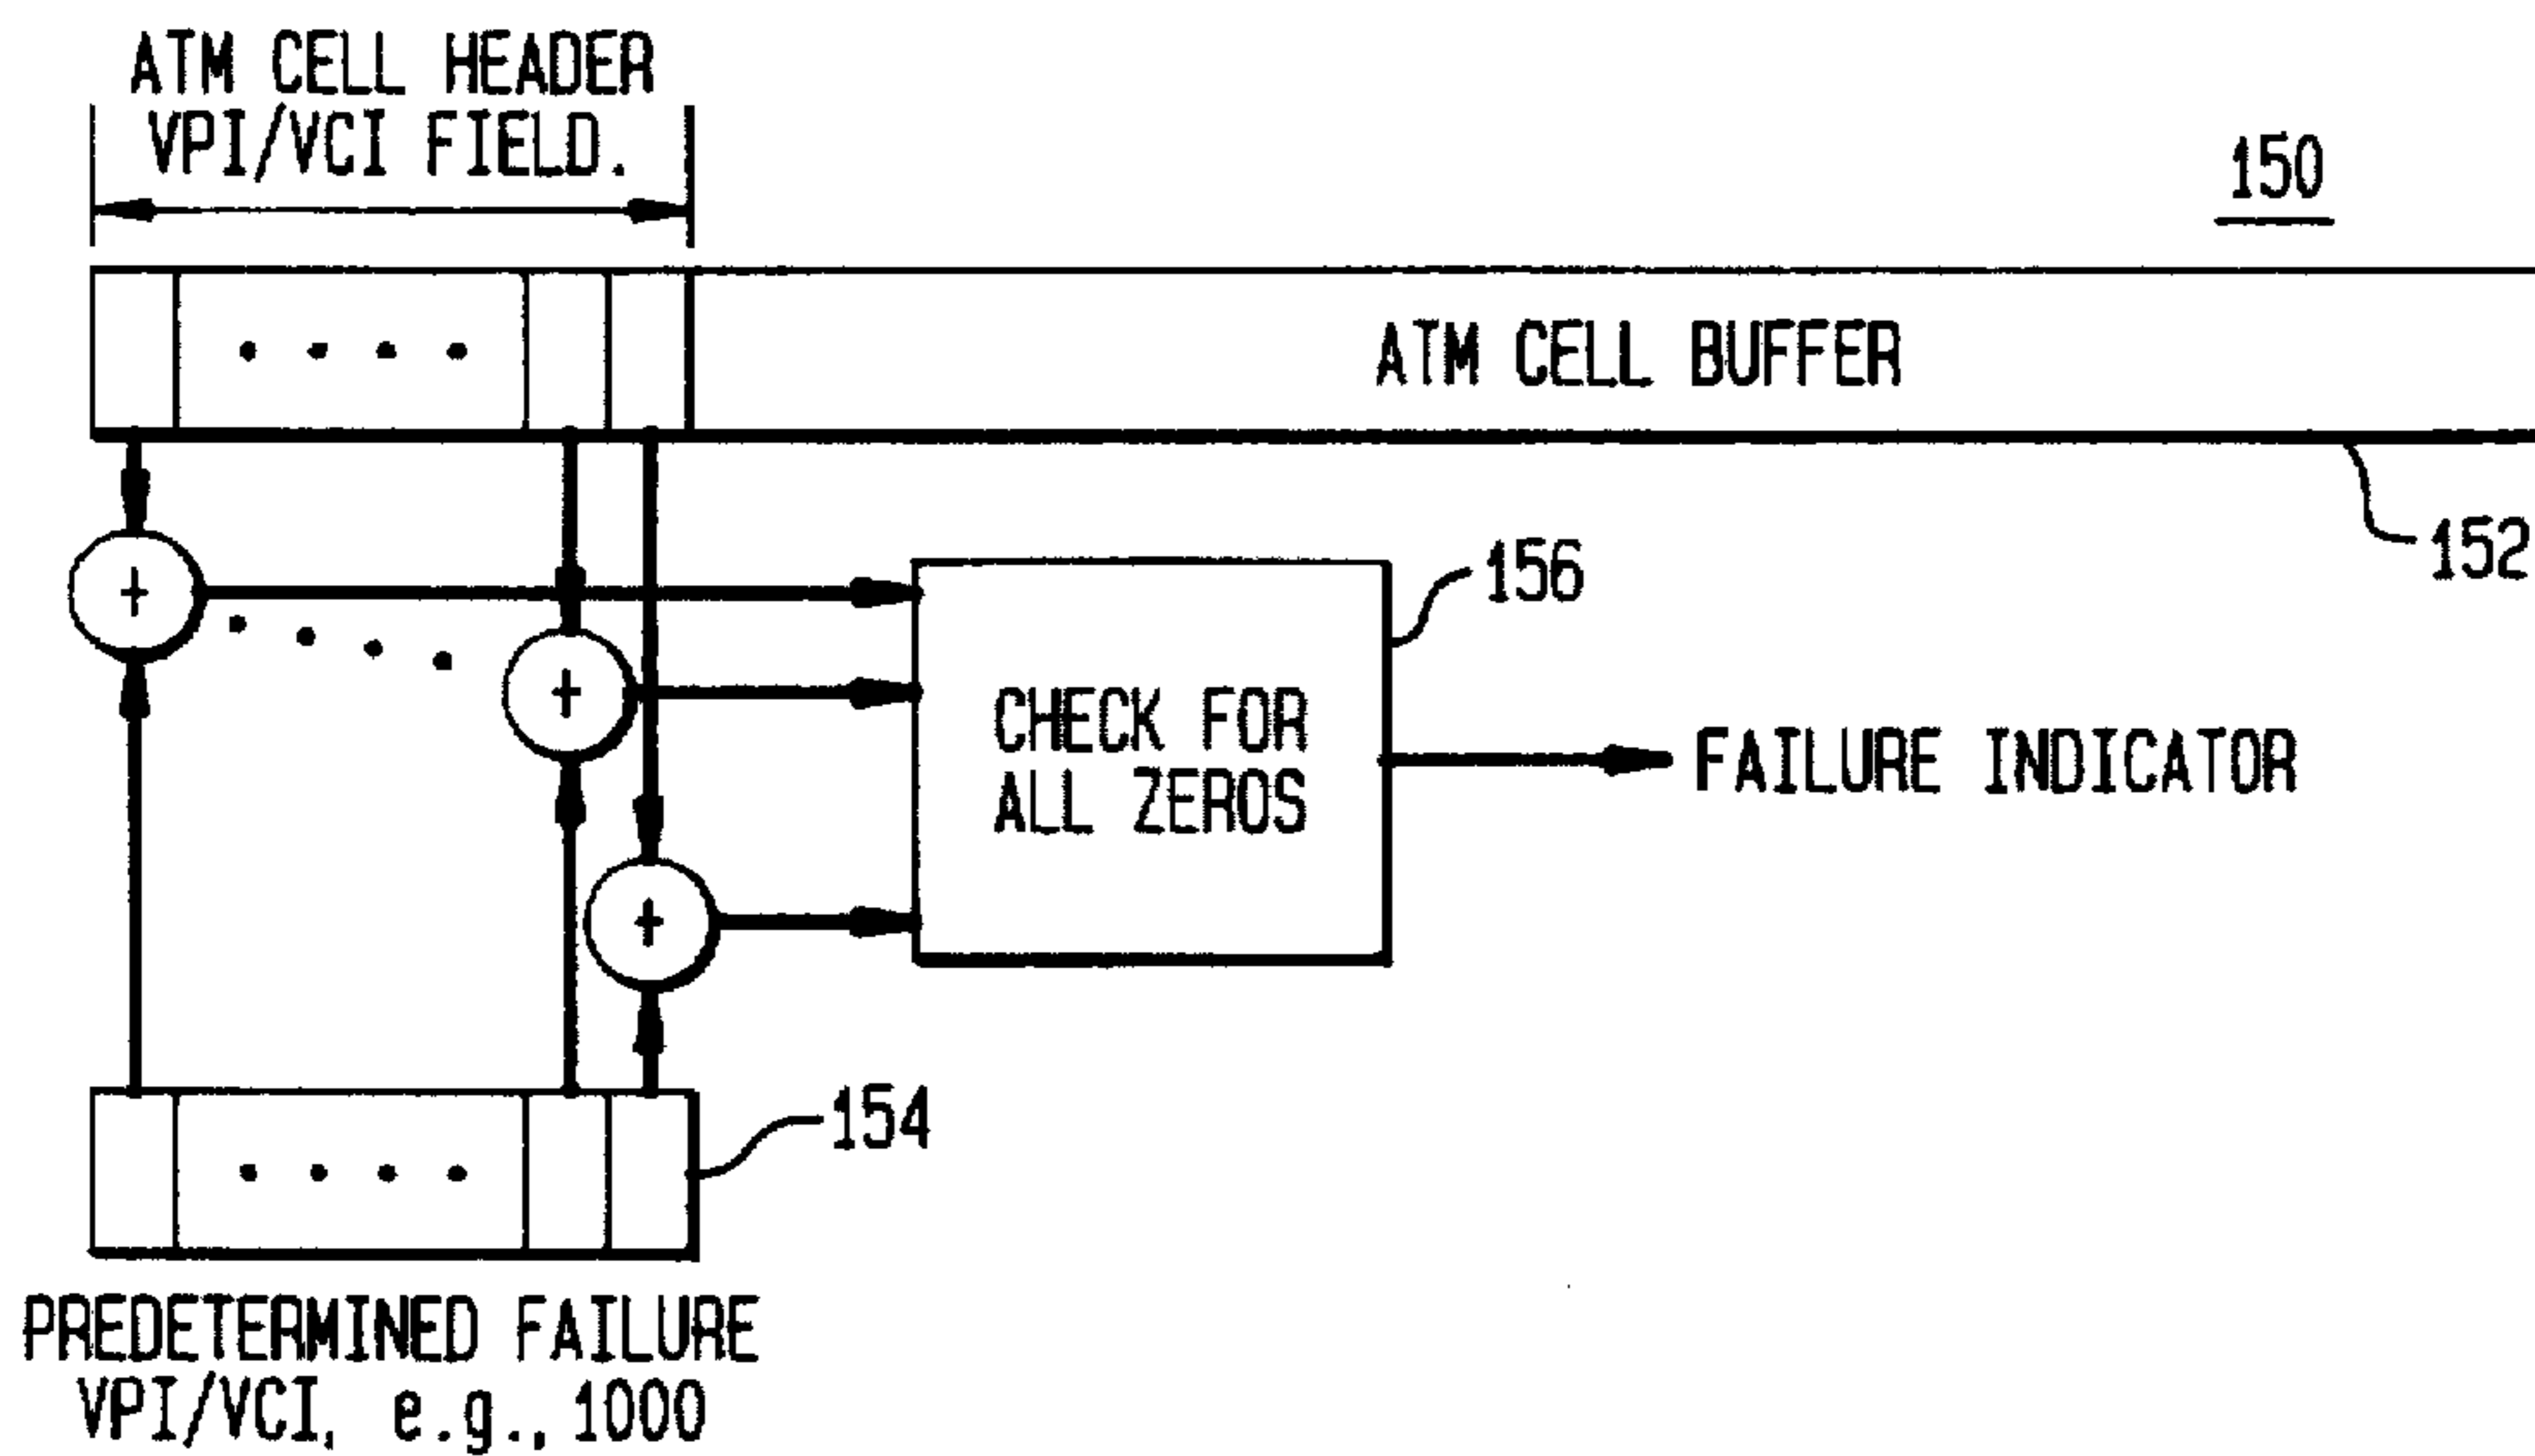 ATM CELL HEADER
VPI/VCI FIELD.
150
ATM CELL BUFFER
152
156
CHECK FOR
ALL ZEROS
FAILURE INDICATOR
154
PREDETERMINED FAILURE
VPI/VCI, e.g., 1000